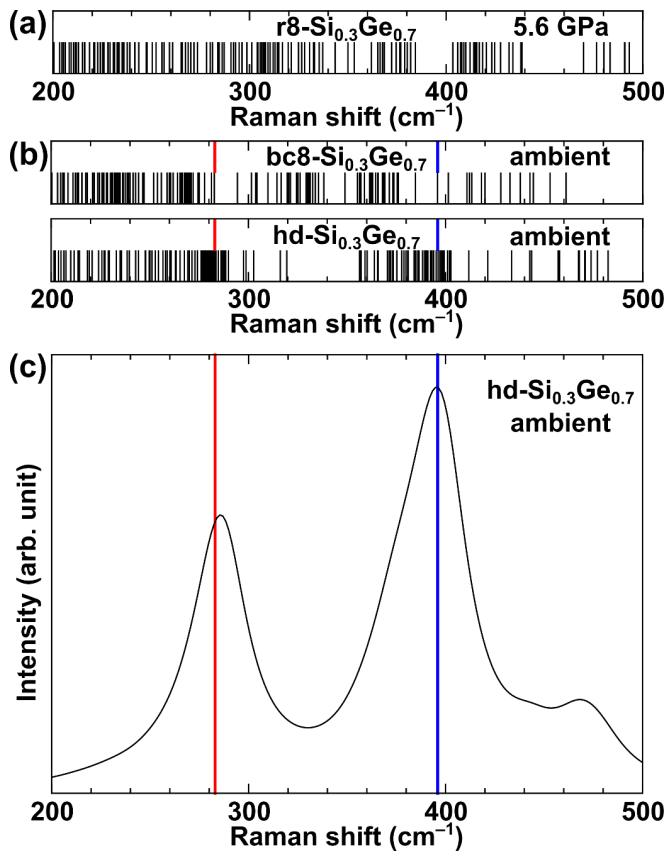 (a) r8-Si0.3Ge0.7 5.6 GPa
200 300 400 500
Raman shift (cm−1)
(b) bc8-Si0.3Ge0.7 ambient
hd-Si0.3Ge0.7 ambient
200 300 400 500
Raman shift (cm−1)
(c)
hd-Si0.3Ge0.7
ambient
Intensity (arb. unit)
200 300 400 500
Raman shift (cm−1)